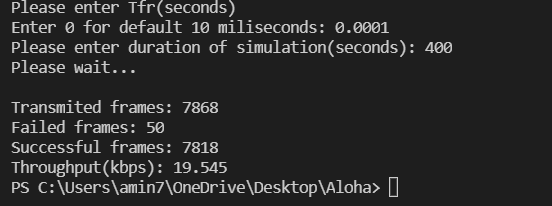 Please enter Tfr(seconds)
Enter 0 for default 10 miliseconds: 0.0001
Please enter duration of simulation(seconds): 400
Please wait...
Transmited frames: 7868
Failed frames: 50
Successful frames: 7818
Throughput(kbps): 19.545
PS C:\Users\amin7\OneDrive\Desktop\Aloha>